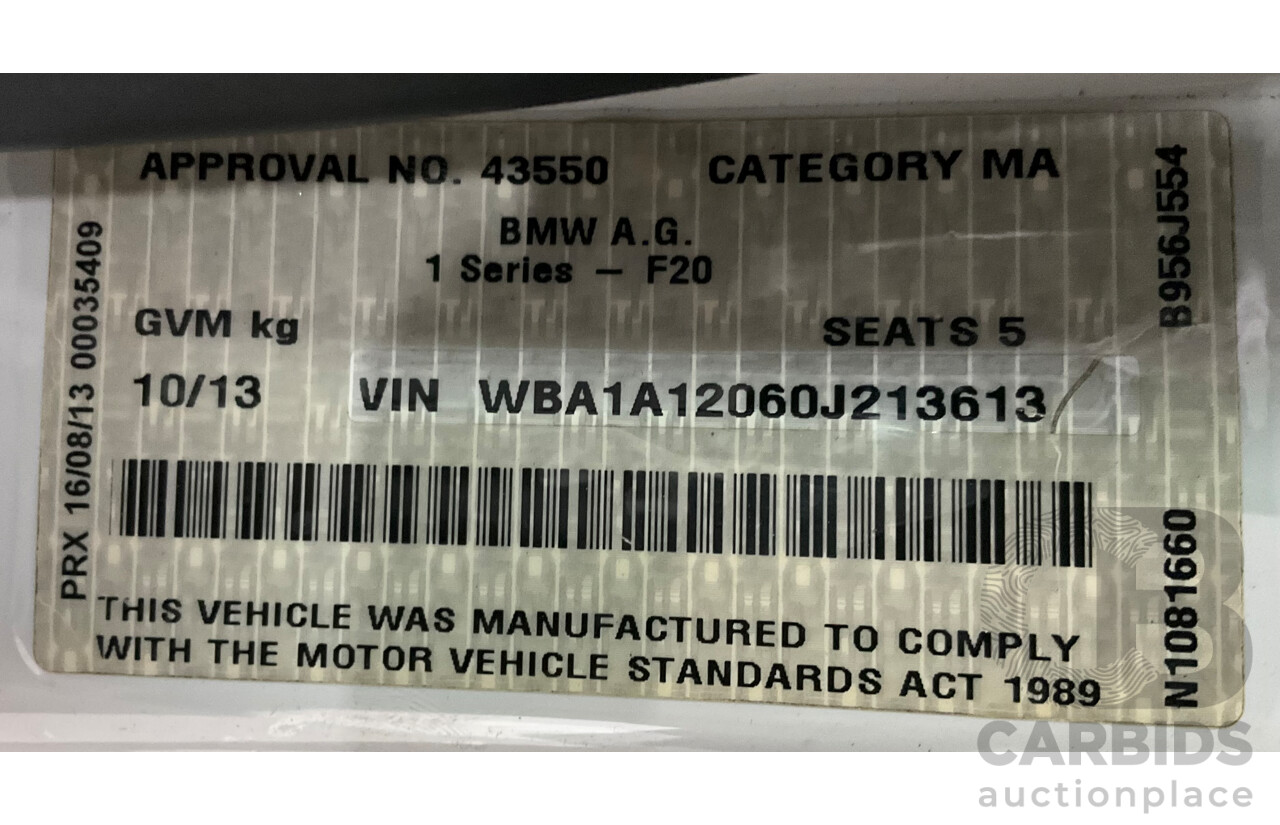 APPROVAL NO. 43550 CATEGORY MA
BMW A.G.
1 Series – F20
GVM kg SEATS 5
10/13 VIN WBA1A12060J213613
THIS VEHICLE WAS MANUFACTURED TO COMPLY
WITH THE MOTOR VEHICLE STANDARDS ACT 1989
PRX 16/08/13 00035409
B956J554
N1081660
CARBIDS
auctionplace